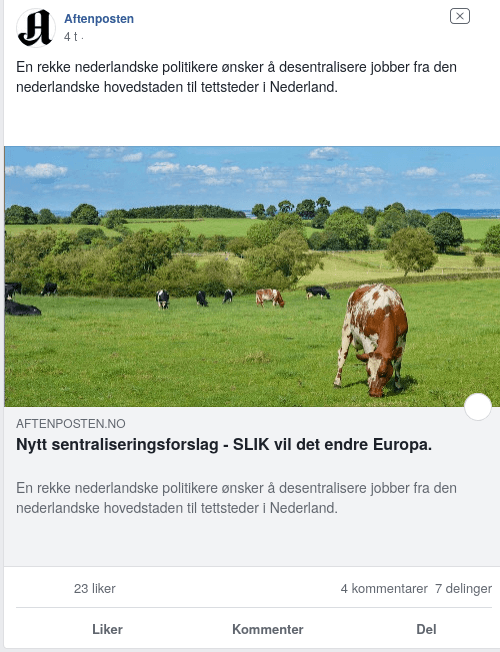 Aftenposten
4 t ·
En rekke nederlandske politikere ønsker å desentralisere jobber fra den
nederlandske hovedstaden til tettsteder i Nederland.
AFTENPOSTEN.NO
Nytt sentraliseringsforslag - SLIK vil det endre Europa.
En rekke nederlandske politikere ønsker å desentralisere jobber fra den
nederlandske hovedstaden til tettsteder i Nederland.
23 liker
4 kommentarer 7 delinger
Liker
Kommenter
Del